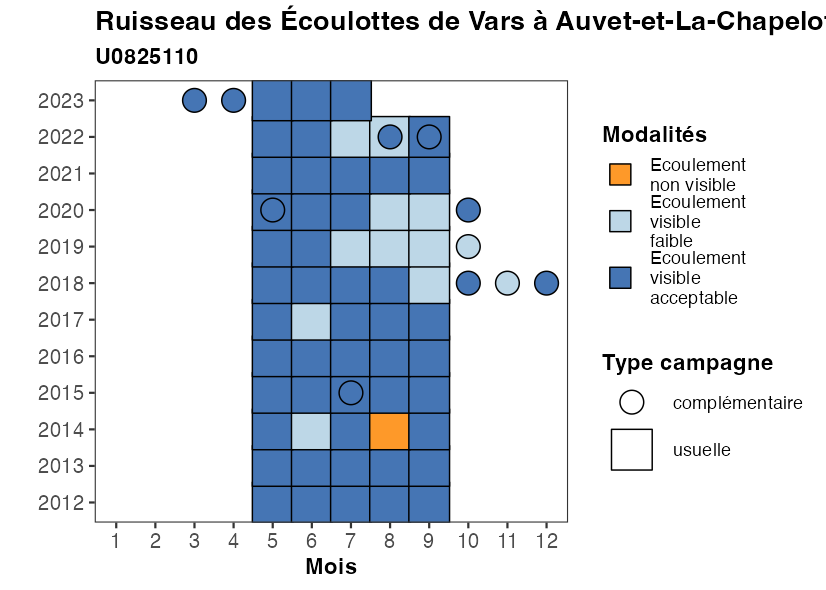 Ruisseau des Écoulottes de Vars à Auvet-et-La-Chapelo
U0825110
2023
2022
2021
2020
2019
2018
2017
2016
2015
2014
2013
2012
1 2 3 4 5 6 7 8 9 10 11 12
Mois
Modalités
Ecoulement
non visible
Ecoulement
visible
faible
Ecoulement
visible
acceptable
Type campagne
complémentaire
usuelle